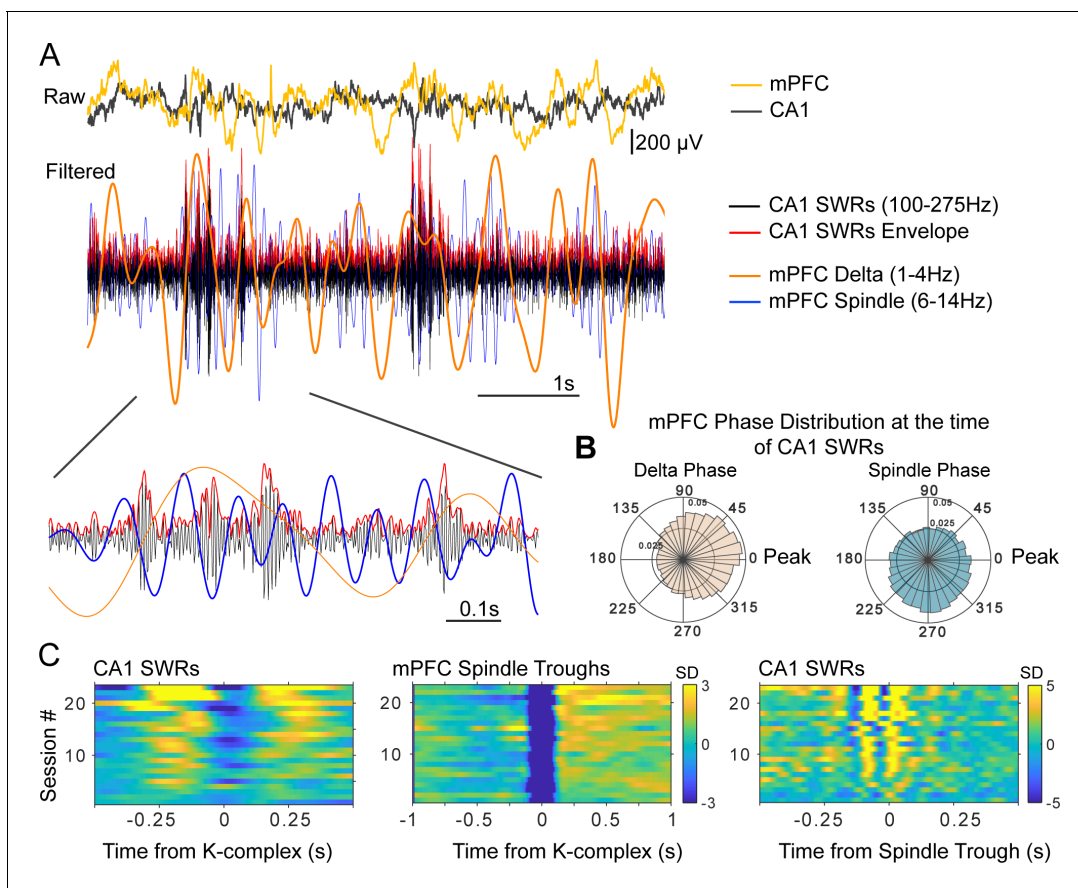 A
Raw
mPFC
CA1
200 μV
Filtered
CA1 SWRs (100-275Hz)
CA1 SWRs Envelope
mPFC Delta (1-4Hz)
mPFC Spindle (6-14Hz)
1s
0.1s
B
mPFC Phase Distribution at the time
of CA1 SWRs
Delta Phase
90
135
45
0.05
0.025
180
0
Peak
225
315
270
Spindle Phase
90
135
45
0.05
0.025
180
0
Peak
225
315
270
C
CA1 SWRs
Session #
20
10
-0.25
0
0.25
Time from K-complex (s)
mPFC Spindle Troughs
20
10
-1
0
1
Time from K-complex (s)
SD
3
0
-3
CA1 SWRs
20
10
-0.25
0
0.25
Time from Spindle Trough (s)
SD
5
0
-5